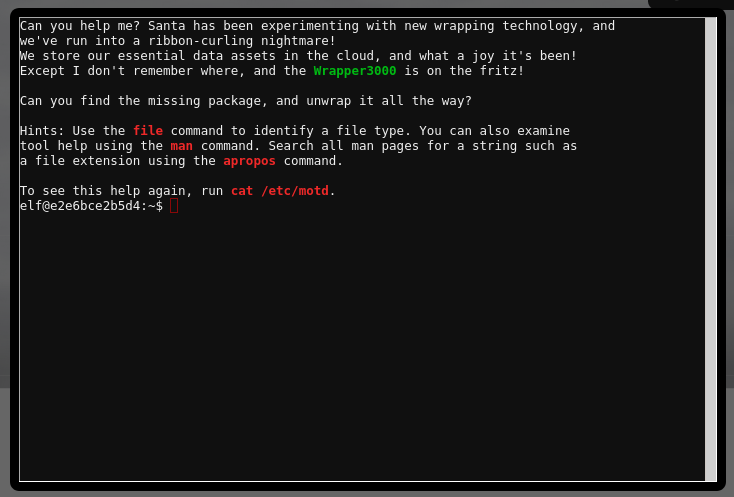 Can you help me? Santa has been experimenting with new wrapping technology, and
we've run into a ribbon-curling nightmare!
We store our essential data assets in the cloud, and what a joy it's been!
Except I don't remember where, and the Wrapper3000 is on the fritz!
Can you find the missing package, and unwrap it all the way?
Hints: Use the file command to identify a file type. You can also examine
tool help using the man command. Search all man pages for a string such as
a file extension using the apropos command.
To see this help again, run cat /etc/motd.
elf@e2e6bce2b5d4:~$